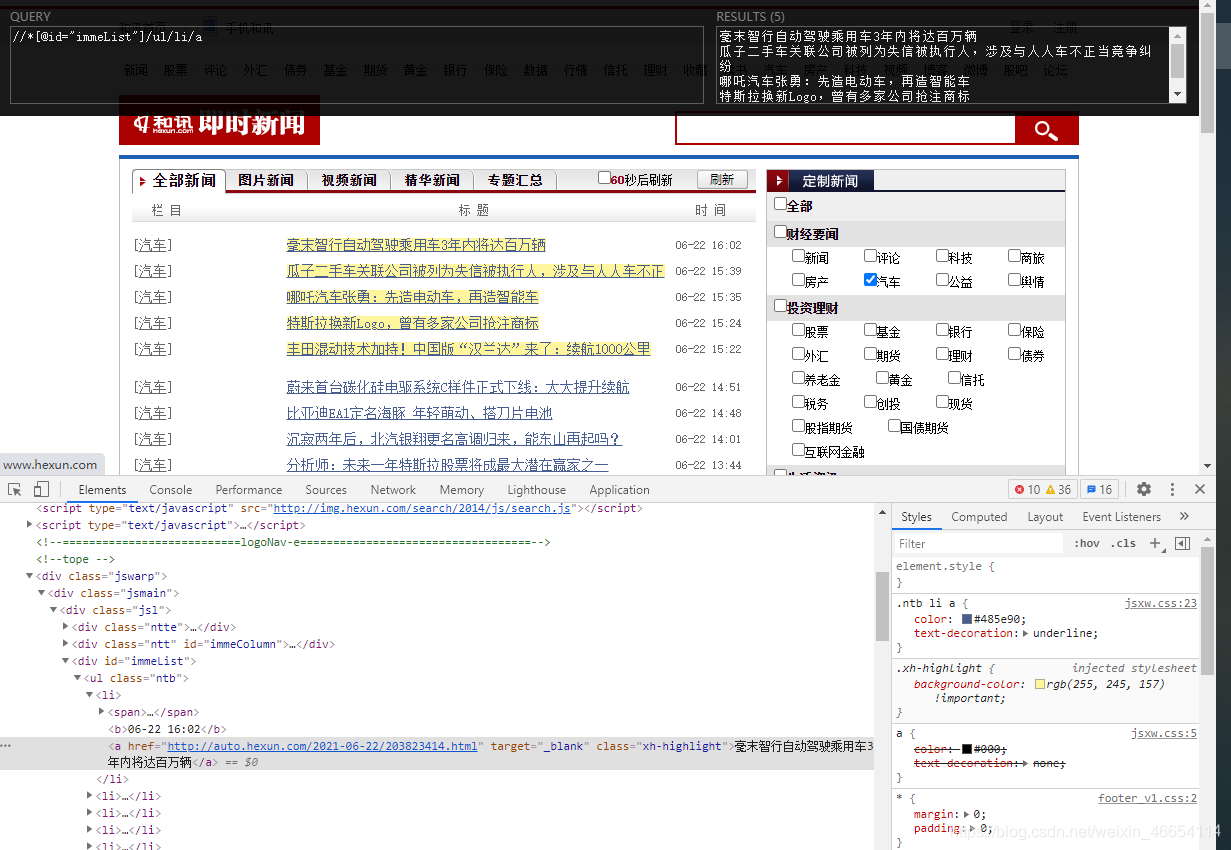 QUERY
//*[@id="immeList"]/ul/li/a
RESULTS (5)
毫末智行自动驾驶乘用车3年内将达百万辆
瓜子二手车关联公司被列为失信被执行人，涉及与人人车不正当竞争纠
纷
哪吒汽车张勇：先造电动车，再造智能车
特斯拉换新Logo，曾有多家公司抢注商标
手机和讯
登录 注册
新闻 股票 评论 外汇 债券 基金 期货 黄金 银行 保险 数据 行情 信托 理财 收藏
房产 科技 视频 博客 微博 股吧 论坛
和讯 hexun.com 即时新闻
全部新闻 图片新闻 视频新闻 精华新闻 专题汇总 60秒后刷新 刷新
栏 目 标 题 时 间
[汽车] 毫末智行自动驾驶乘用车3年内将达百万辆 06-22 16:02
[汽车] 瓜子二手车关联公司被列为失信被执行人，涉及与人人车不正 06-22 15:39
[汽车] 哪吒汽车张勇：先造电动车，再造智能车 06-22 15:35
[汽车] 特斯拉换新Logo，曾有多家公司抢注商标 06-22 15:24
[汽车] 丰田混动技术加持！中国版“汉兰达”来了：续航1000公里 06-22 15:22
[汽车] 蔚来首台碳化硅电驱系统C样件正式下线：大大提升续航 06-22 14:51
[汽车] 比亚迪EA1定名海豚 年轻萌动、搭刀片电池 06-22 14:48
[汽车] 沉寂两年后，北汽银翔更名高调归来，能东山再起吗？ 06-22 14:01
[汽车] 分析师：未来一年特斯拉股票将成最大潜在赢家之一 06-22 13:44
定制新闻
全部
财经要闻
新闻 评论 科技 商旅
房产 汽车 公益 舆情
投资理财
股票 基金 银行 保险
外汇 期货 理财 债券
养老金 黄金 信托
税务 创投 现货
股指期货 国债期货
互联网金融
生活资讯
www.hexun.com
Elements Console Performance Sources Network Memory Lighthouse Application 10 36 16
<script type="text/javascript" src="http://img.hexun.com/search/2014/js/search.js"></script>
<script type="text/javascript">…</script>
<!--===========================logoNav-e===================================-->
<!--tope -->
<div class="jswarp">
<div class="jsmain">
<div class="jsl">
<div class="ntte">…</div>
<div class="ntt" id="immeColumn">…</div>
<div id="immeList">
<ul class="ntb">
<li>
<span>…</span>
<b>06-22 16:02</b>
<a href="http://auto.hexun.com/2021-06-22/203823414.html" target="_blank" class="xh-highlight">毫末智行自动驾驶乘用车3
年内将达百万辆</a> == $0
</li>
<li>…</li>
<li>…</li>
<li>…</li>
<li>…</li>
Styles Computed Layout Event Listeners »
Filter :hov .cls +
element.style {
}
.ntb li a { jsxw.css:23
color: #485e90;
text-decoration: underline;
}
.xh-highlight { injected stylesheet
background-color: rgb(255, 245, 157)
!important;
}
a { jsxw.css:5
color: #000;
text-decoration: none;
}
* { footer_v1.css:2
margin: 0;
padding: 0;
}
https://blog.csdn.net/weixin_46654114